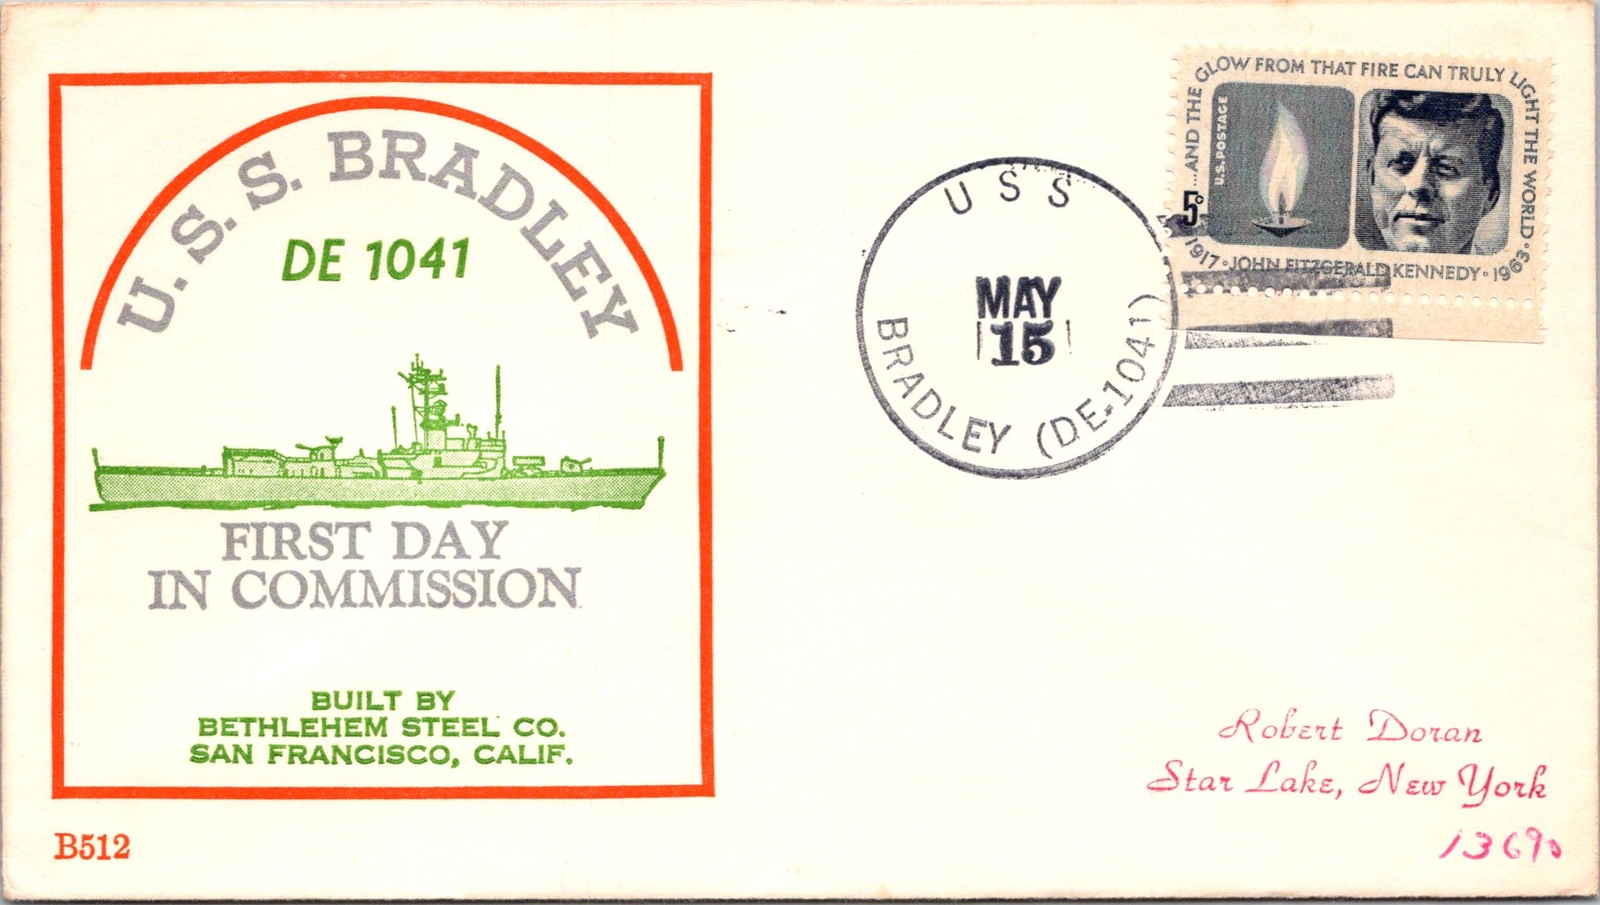 U.S.S. BRADLEY
DE 1041
FIRST DAY
IN COMMISSION
BUILT BY
BETHLEHEM STEEL CO.
SAN FRANCISCO, CALIF.
B512
USS
MAY
15
BRADLEY (DE-1041)
...AND THE GLOW FROM THAT FIRE CAN TRULY LIGHT THE WORLD
U.S. POSTAGE
5c
1917 • JOHN FITZGERALD KENNEDY • 1963
Robert Doran
Star Lake, New York
13690